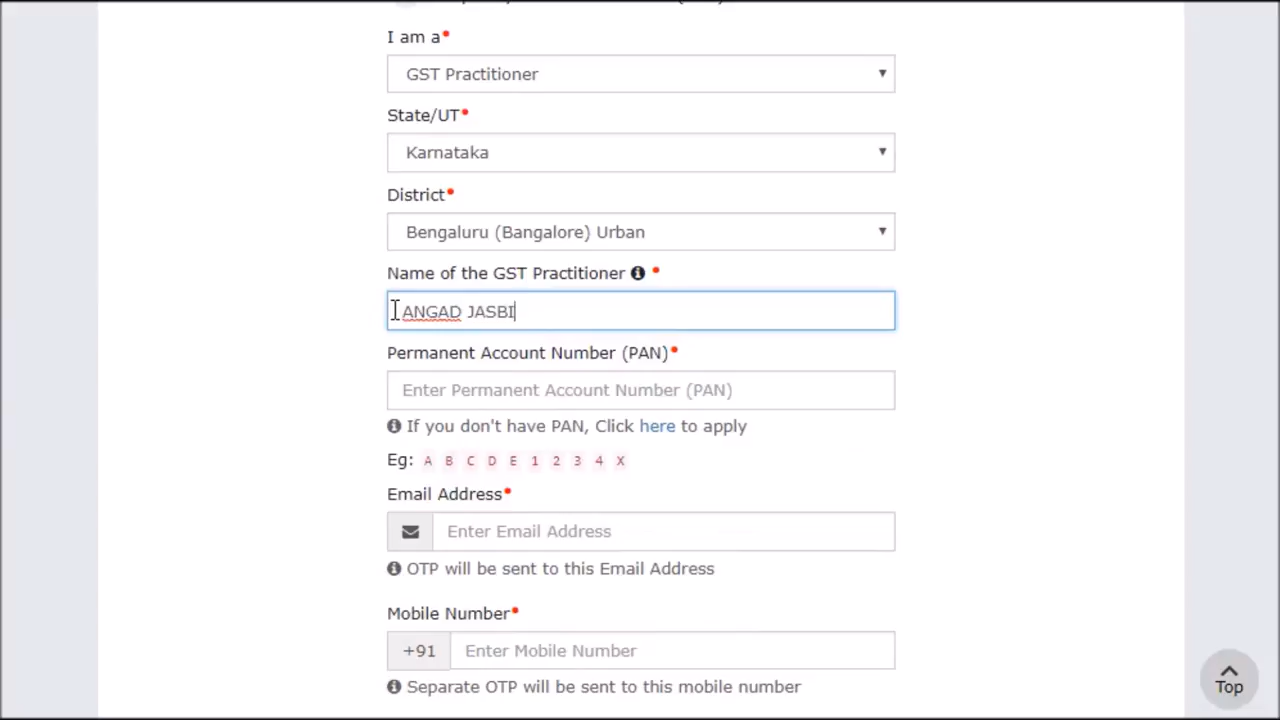 I am a*
GST Practitioner
State/UT*
Karnataka
District*
Bengaluru (Bangalore) Urban
Name of the GST Practitioner *
ANGAD JASBI
Permanent Account Number (PAN)*
Enter Permanent Account Number (PAN)
If you don't have PAN, Click here to apply
Eg: A B C D E 1 2 3 4 X
Email Address*
Enter Email Address
OTP will be sent to this Email Address
Mobile Number*
+91 Enter Mobile Number
Separate OTP will be sent to this mobile number
Top